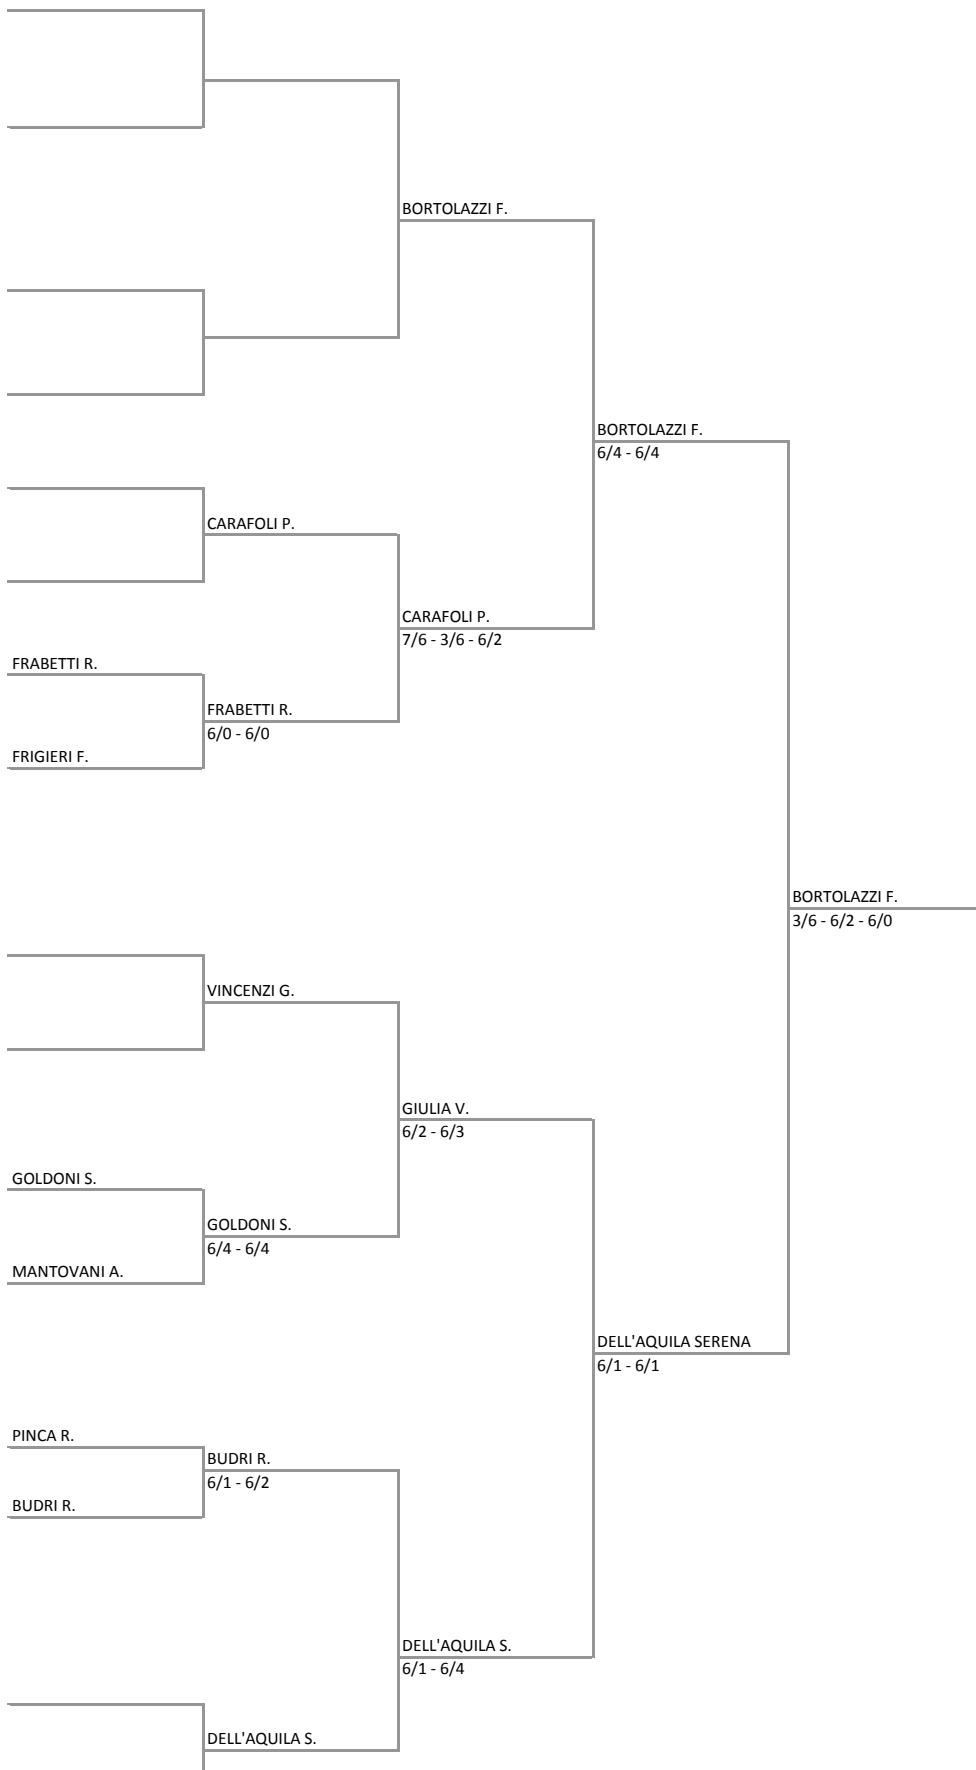 BORTOLAZZI F.
BORTOLAZZI F.
6/4 - 6/4
CARAFOLI P.
CARAFOLI P.
7/6 - 3/6 - 6/2
FRABETTI R.
FRABETTI R.
6/0 - 6/0
FRIGIERI F.
BORTOLAZZI F.
3/6 - 6/2 - 6/0
VINCENZI G.
GIULIA V.
6/2 - 6/3
GOLDONI S.
GOLDONI S.
6/4 - 6/4
MANTOVANI A.
DELL'AQUILA SERENA
6/1 - 6/1
PINCA R.
BUDRI R.
6/1 - 6/2
BUDRI R.
DELL'AQUILA S.
6/1 - 6/4
DELL'AQUILA S.